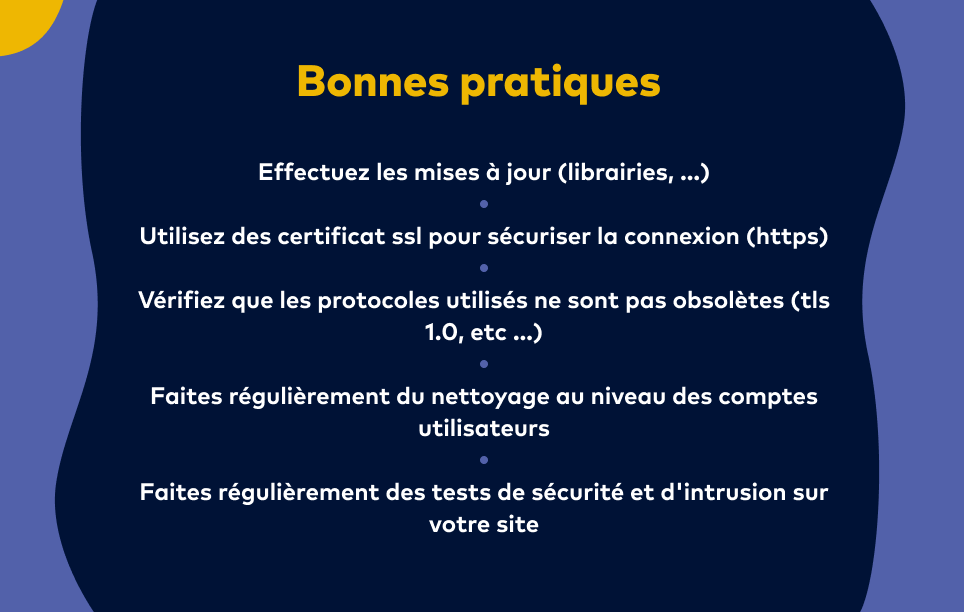 Bonnes pratiques
Effectuez les mises à jour (librairies, ...)
Utilisez des certificat ssl pour sécuriser la connexion (https)
Vérifiez que les protocoles utilisés ne sont pas obsolètes (tls
1.0, etc ...)
Faites régulièrement du nettoyage au niveau des comptes
utilisateurs
Faites régulièrement des tests de sécurité et d'intrusion sur
votre site